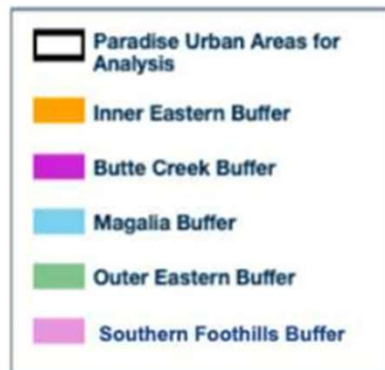 Paradise Urban Areas for
Analysis
Inner Eastern Buffer
Butte Creek Buffer
Magalia Buffer
Outer Eastern Buffer
Southern Foothills Buffer